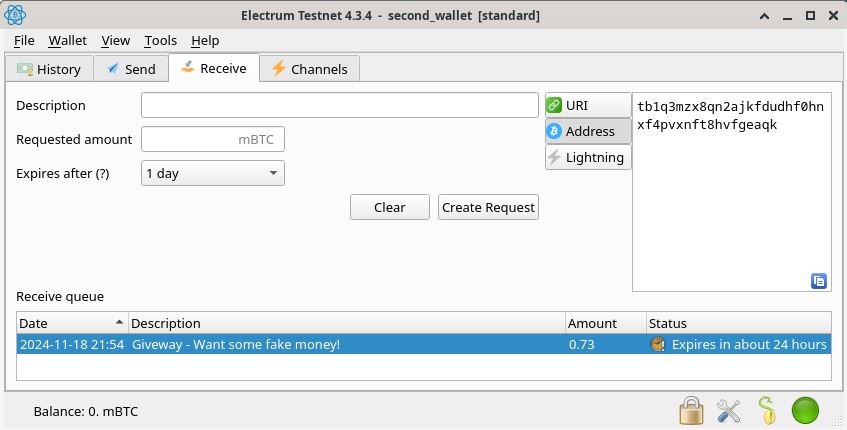 Electrum Testnet 4.3.4 - second_wallet [standard]
File Wallet View Tools Help
History Send Receive Channels
Description
Requested amount mBTC
Expires after (?) 1 day
Clear Create Request
URI
Address
Lightning
tb1q3mzx8qn2ajkfdudhf0hn
xf4pvxnft8hvfgeaqk
Receive queue
Date Description Amount Status
2024-11-18 21:54 Giveway - Want some fake money! 0.73 Expires in about 24 hours
Balance: 0. mBTC